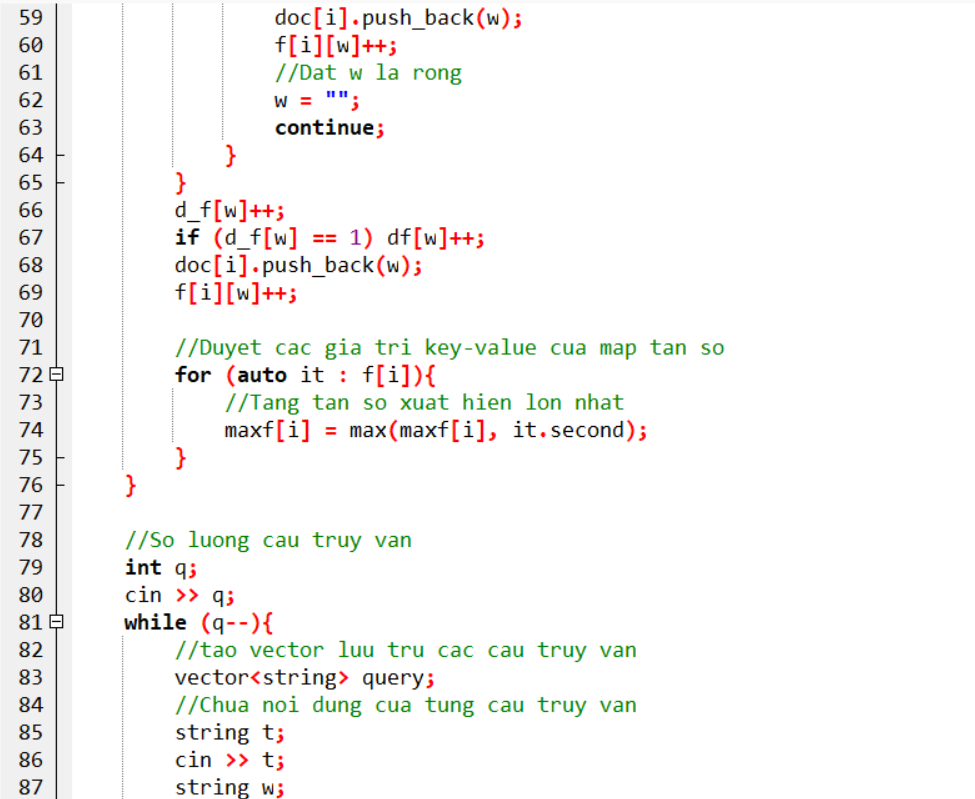 59 doc[i].push_back(w);
60 f[i][w]++;
61 //Dat w la rong
62 w = "";
63 continue;
64 }
65 }
66 d_f[w]++;
67 if (d_f[w] == 1) df[w]++;
68 doc[i].push_back(w);
69 f[i][w]++;
70
71 //Duyet cac gia tri key-value cua map tan so
72 for (auto it : f[i]){
73 //Tang tan so xuat hien lon nhat
74 maxf[i] = max(maxf[i], it.second);
75 }
76 }
77
78 //So luong cau truy van
79 int q;
80 cin >> q;
81 while (q--){
82 //tao vector luu tru cac cau truy van
83 vector<string> query;
84 //Chua noi dung cua tung cau truy van
85 string t;
86 cin >> t;
87 string w;